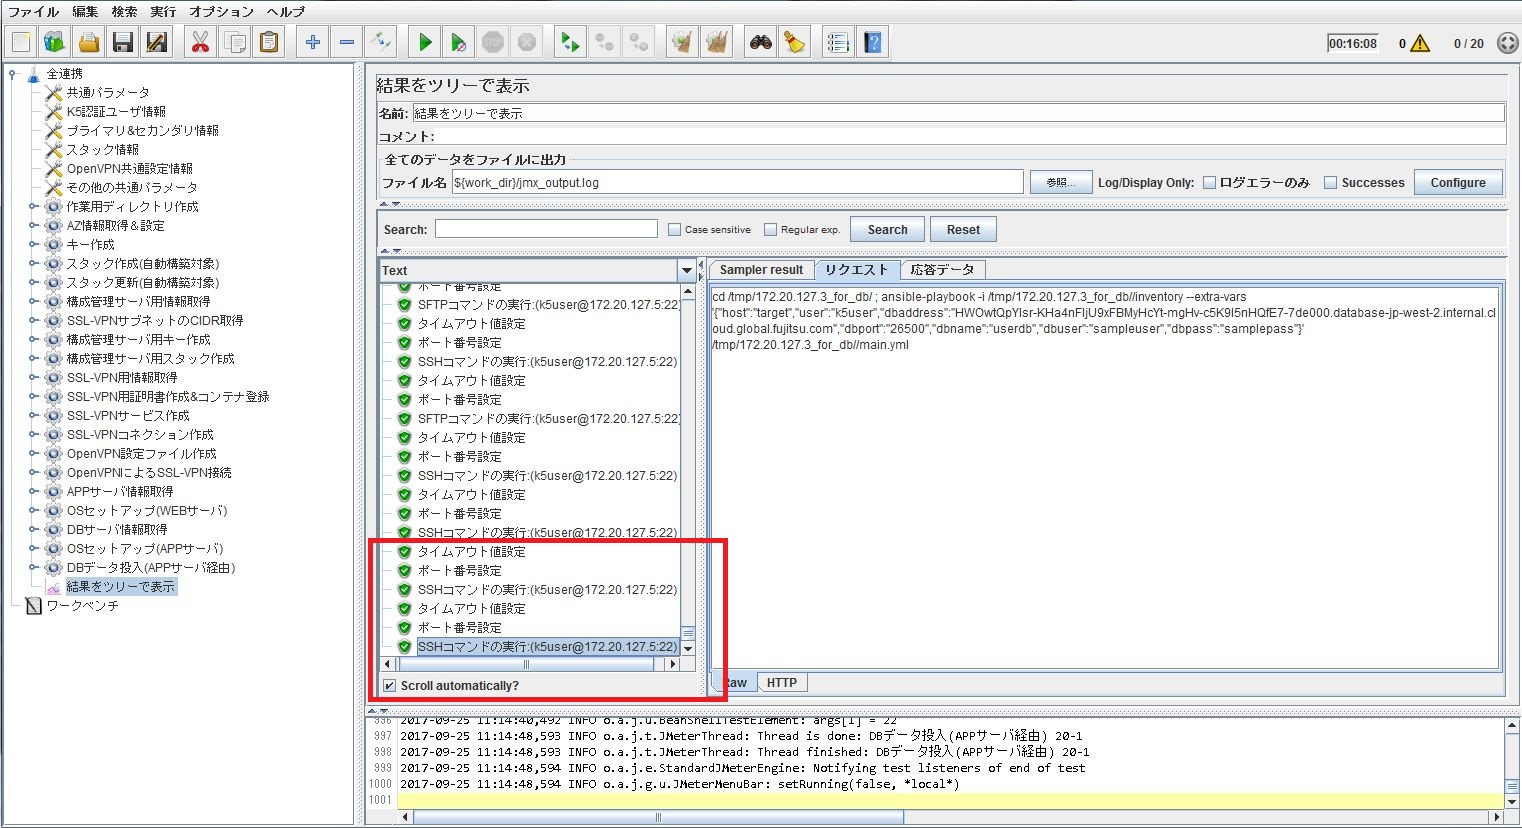 ファイル 編集 検索 実行 オプション ヘルプ
STOP
00:16:08 0 0 / 20
全連携
共通パラメータ
K5認証ユーザ情報
プライマリ&セカンダリ情報
スタック情報
OpenVPN共通設定情報
その他の共通パラメータ
作業用ディレクトリ作成
AZ情報取得＆設定
キー作成
スタック作成(自動構築対象)
スタック更新(自動構築対象)
構成管理サーバ用情報取得
SSL-VPNサブネットのCIDR取得
構成管理サーバ用キー作成
構成管理サーバ用スタック作成
SSL-VPN用情報取得
SSL-VPN用証明書作成&コンテナ登録
SSL-VPNサービス作成
SSL-VPNコネクション作成
OpenVPN設定ファイル作成
OpenVPNによるSSL-VPN接続
APPサーバ情報取得
OSセットアップ(WEBサーバ)
DBサーバ情報取得
OSセットアップ(APPサーバ)
DBデータ投入(APPサーバ経由)
結果をツリーで表示
ワークベンチ
結果をツリーで表示
名前: 結果をツリーで表示
コメント:
全てのデータをファイルに出力
ファイル名 ${work_dir}/jmx_output.log 参照... Log/Display Only: ログエラーのみ Successes Configure
Search: Case sensitive Regular exp. Search Reset
Text
ポート番号設定
SFTPコマンドの実行:(k5user@172.20.127.5:22)
タイムアウト値設定
ポート番号設定
SSHコマンドの実行:(k5user@172.20.127.5:22)
タイムアウト値設定
ポート番号設定
SFTPコマンドの実行:(k5user@172.20.127.5:22)
タイムアウト値設定
ポート番号設定
SSHコマンドの実行:(k5user@172.20.127.5:22)
タイムアウト値設定
ポート番号設定
SSHコマンドの実行:(k5user@172.20.127.5:22)
タイムアウト値設定
ポート番号設定
SSHコマンドの実行:(k5user@172.20.127.5:22)
タイムアウト値設定
ポート番号設定
SSHコマンドの実行:(k5user@172.20.127.5:22)
Scroll automatically?
Sampler result リクエスト 応答データ
cd /tmp/172.20.127.3_for_db/ ; ansible-playbook -i /tmp/172.20.127.3_for_db//inventory --extra-vars
'{"host":"target","user":"k5user","dbaddress":"HWOwtQpYIsr-KHa4nFIjU9xFBMyHcYt-mgHv-c5K9I5nHQfE7-7de000.database-jp-west-2.internal.cl
oud.global.fujitsu.com","dbport":"26500","dbname":"userdb","dbuser":"sampleuser","dbpass":"samplepass"}'
/tmp/172.20.127.3_for_db//main.yml
Raw HTTP
996 2017-09-25 11:14:40,492 INFO o.a.j.u.BeanShellTestElement: args[1] = 22
997 2017-09-25 11:14:48,593 INFO o.a.j.t.JMeterThread: Thread is done: DBデータ投入(APPサーバ経由) 20-1
998 2017-09-25 11:14:48,593 INFO o.a.j.t.JMeterThread: Thread finished: DBデータ投入(APPサーバ経由) 20-1
999 2017-09-25 11:14:48,594 INFO o.a.j.e.StandardJMeterEngine: Notifying test listeners of end of test
1000 2017-09-25 11:14:48,594 INFO o.a.j.g.u.JMeterMenuBar: setRunning(false, *local*)
1001